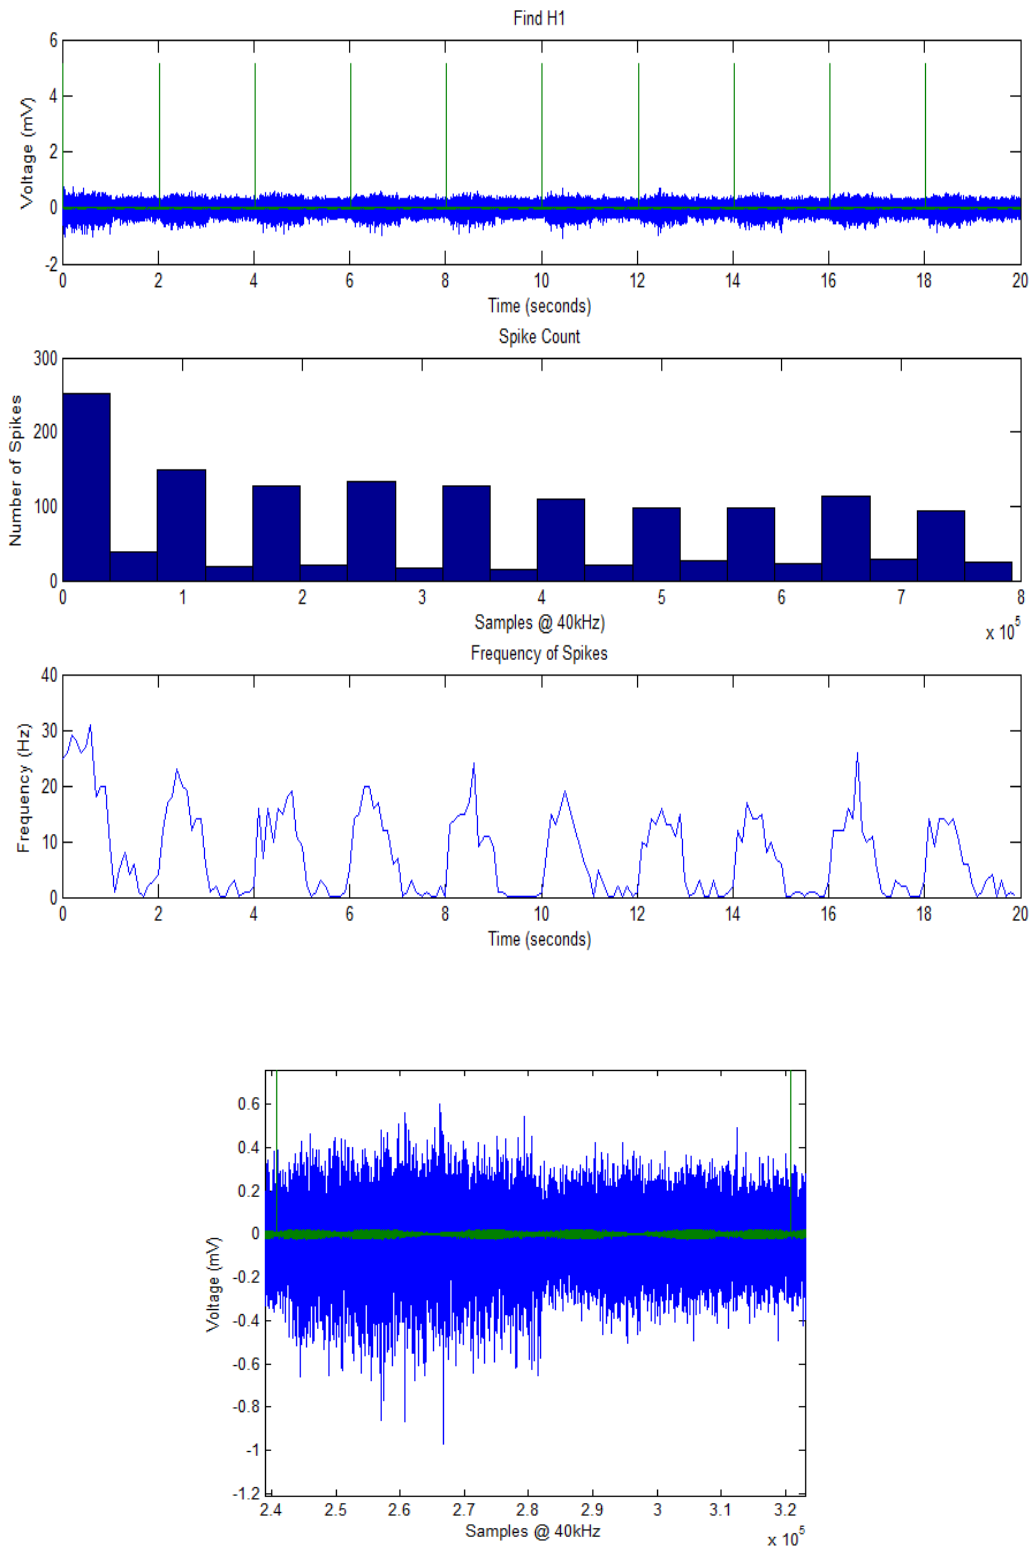 Find H1
6
4
2
0
-2
Voltage (mV)
0 2 4 6 8 10 12 14 16 18 20
Time (seconds)
Spike Count
300
200
100
0
Number of Spikes
0 1 2 3 4 5 6 7 8
Samples @ 40kHz)
x 10^5
Frequency of Spikes
40
30
20
10
0
Frequency (Hz)
0 2 4 6 8 10 12 14 16 18 20
Time (seconds)
0.6
0.4
0.2
0
-0.2
-0.4
-0.6
-0.8
-1
-1.2
Voltage (mV)
2.4 2.5 2.6 2.7 2.8 2.9 3 3.1 3.2
Samples @ 40kHz
x 10^5